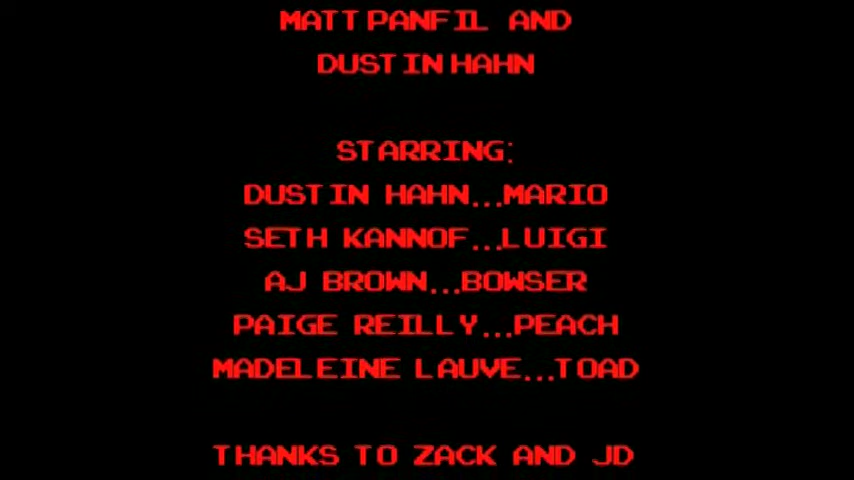 MATT PANFIL AND
DUSTIN HAHN
STARRING:
DUSTIN HAHN...MARIO
SETH KANNOF...LUIGI
AJ BROWN...BOWSER
PAIGE REILLY...PEACH
MADELEINE LAUVE...TOAD
THANKS TO ZACK AND JD